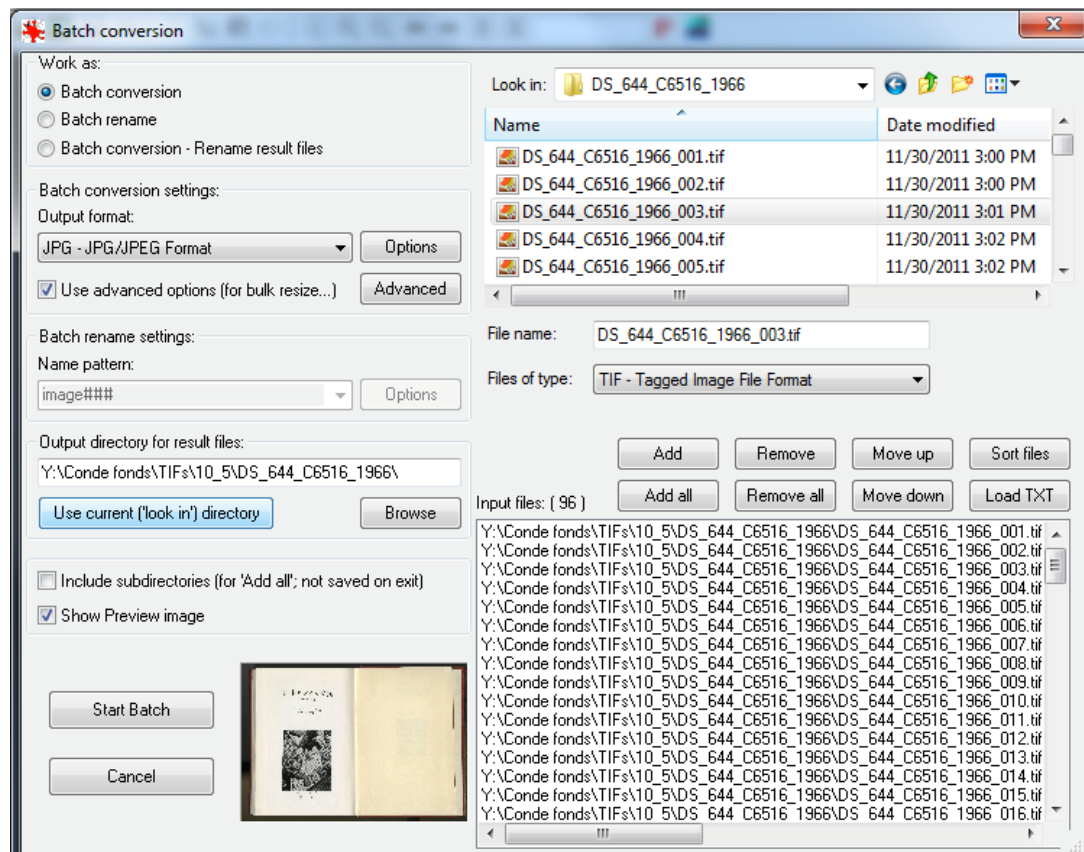 Batch conversion
Work as:
Batch conversion
Batch rename
Batch conversion - Rename result files
Batch conversion settings:
Output format:
JPG - JPG/JPEG Format
Options
Use advanced options (for bulk resize...)
Advanced
Batch rename settings:
Name pattern:
image###
Options
Output directory for result files:
Y:\Conde fonds\TIFs\10_5\DS_644_C6516_1966\
Use current ('look in') directory
Browse
Include subdirectories (for 'Add all'; not saved on exit)
Show Preview image
Start Batch
Cancel
Look in:
DS_644_C6516_1966
Name Date modified
DS_644_C6516_1966_001.tif 11/30/2011 3:00 PM
DS_644_C6516_1966_002.tif 11/30/2011 3:00 PM
DS_644_C6516_1966_003.tif 11/30/2011 3:01 PM
DS_644_C6516_1966_004.tif 11/30/2011 3:02 PM
DS_644_C6516_1966_005.tif 11/30/2011 3:02 PM
File name: DS_644_C6516_1966_003.tif
Files of type: TIF - Tagged Image File Format
Add Remove Move up Sort files
Input files: ( 96 ) Add all Remove all Move down Load TXT
Y:\Conde fonds\TIFs\10_5\DS_644_C6516_1966\DS_644_C6516_1966_001.tif
Y:\Conde fonds\TIFs\10_5\DS_644_C6516_1966\DS_644_C6516_1966_002.tif
Y:\Conde fonds\TIFs\10_5\DS_644_C6516_1966\DS_644_C6516_1966_003.tif
Y:\Conde fonds\TIFs\10_5\DS_644_C6516_1966\DS_644_C6516_1966_004.tif
Y:\Conde fonds\TIFs\10_5\DS_644_C6516_1966\DS_644_C6516_1966_005.tif
Y:\Conde fonds\TIFs\10_5\DS_644_C6516_1966\DS_644_C6516_1966_006.tif
Y:\Conde fonds\TIFs\10_5\DS_644_C6516_1966\DS_644_C6516_1966_007.tif
Y:\Conde fonds\TIFs\10_5\DS_644_C6516_1966\DS_644_C6516_1966_008.tif
Y:\Conde fonds\TIFs\10_5\DS_644_C6516_1966\DS_644_C6516_1966_009.tif
Y:\Conde fonds\TIFs\10_5\DS_644_C6516_1966\DS_644_C6516_1966_010.tif
Y:\Conde fonds\TIFs\10_5\DS_644_C6516_1966\DS_644_C6516_1966_011.tif
Y:\Conde fonds\TIFs\10_5\DS_644_C6516_1966\DS_644_C6516_1966_012.tif
Y:\Conde fonds\TIFs\10_5\DS_644_C6516_1966\DS_644_C6516_1966_013.tif
Y:\Conde fonds\TIFs\10_5\DS_644_C6516_1966\DS_644_C6516_1966_014.tif
Y:\Conde fonds\TIFs\10_5\DS_644_C6516_1966\DS_644_C6516_1966_015.tif
Y:\Conde fonds\TIFs\10_5\DS_644_C6516_1966\DS_644_C6516_1966_016.tif